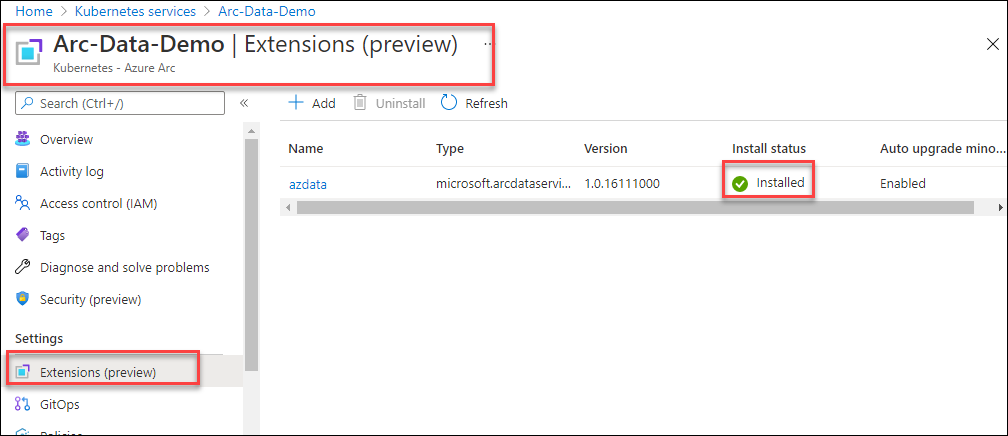 Home > Kubernetes services > Arc-Data-Demo
Arc-Data-Demo | Extensions (preview) ...
Kubernetes - Azure Arc
Search (Ctrl+/)
Add Uninstall Refresh
Overview
Activity log
Access control (IAM)
Tags
Diagnose and solve problems
Security (preview)
Settings
Extensions (preview)
GitOps
Name Type Version Install status Auto upgrade mino...
azdata microsoft.arcdataservi... 1.0.16111000 Installed Enabled